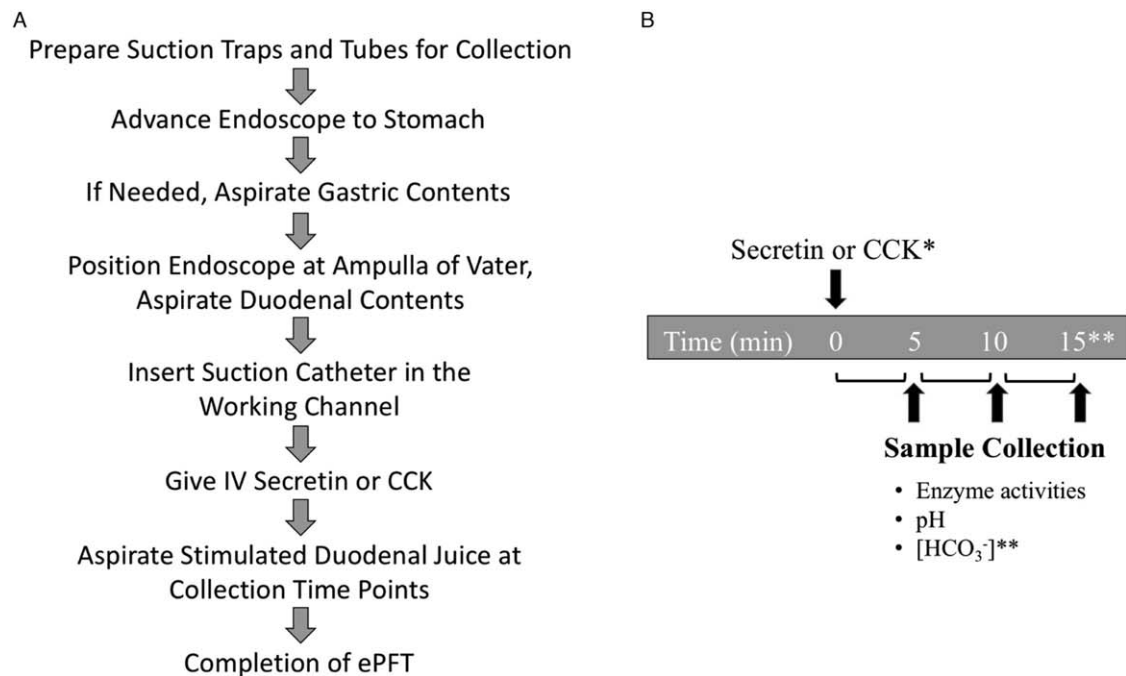 A
Prepare Suction Traps and Tubes for Collection
Advance Endoscope to Stomach
If Needed, Aspirate Gastric Contents
Position Endoscope at Ampulla of Vater,
Aspirate Duodenal Contents
Insert Suction Catheter in the
Working Channel
Give IV Secretin or CCK
Aspirate Stimulated Duodenal Juice at
Collection Time Points
Completion of ePFT
B
Secretin or CCK*
Time (min) 0 5 10 15**
Sample Collection
• Enzyme activities
• pH
• [HCO₃⁻]**